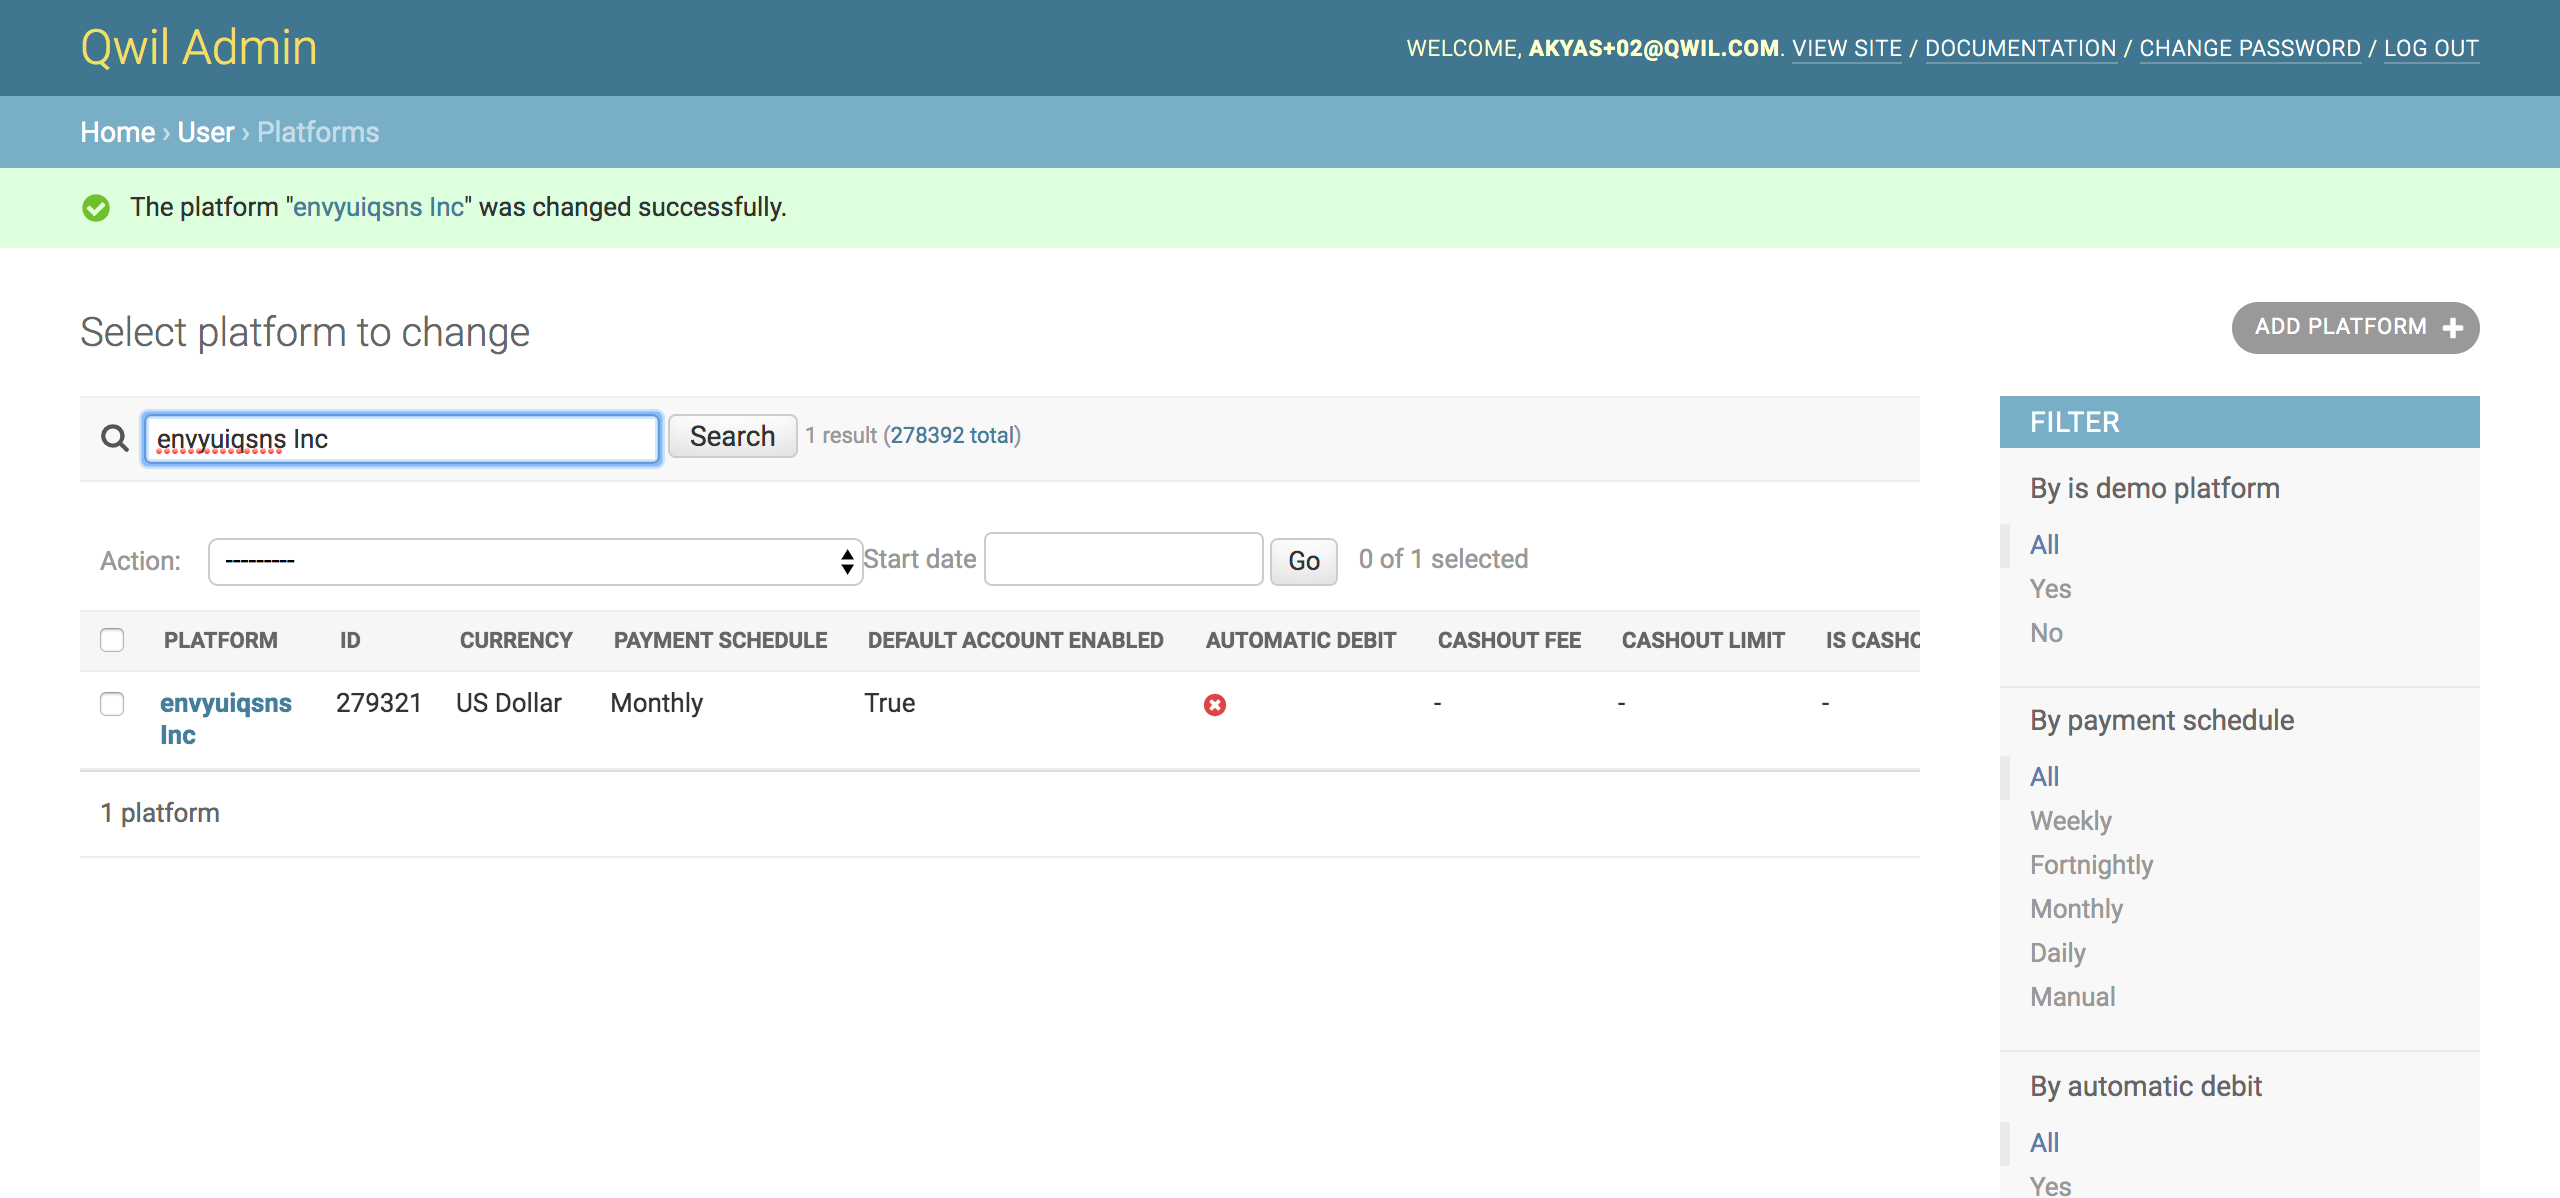 Qwil Admin
WELCOME, AKYAS+02@QWIL.COM. VIEW SITE / DOCUMENTATION / CHANGE PASSWORD / LOG OUT
Home › User › Platforms
The platform "envyuiqsns Inc" was changed successfully.
Select platform to change
ADD PLATFORM
envyuiqsns Inc
Search
1 result (278392 total)
Action:
---------
Start date
Go
0 of 1 selected
PLATFORM ID CURRENCY PAYMENT SCHEDULE DEFAULT ACCOUNT ENABLED AUTOMATIC DEBIT CASHOUT FEE CASHOUT LIMIT IS CASHO
envyuiqsns Inc 279321 US Dollar Monthly True - - -
1 platform
FILTER
By is demo platform
All
Yes
No
By payment schedule
All
Weekly
Fortnightly
Monthly
Daily
Manual
By automatic debit
All
Yes